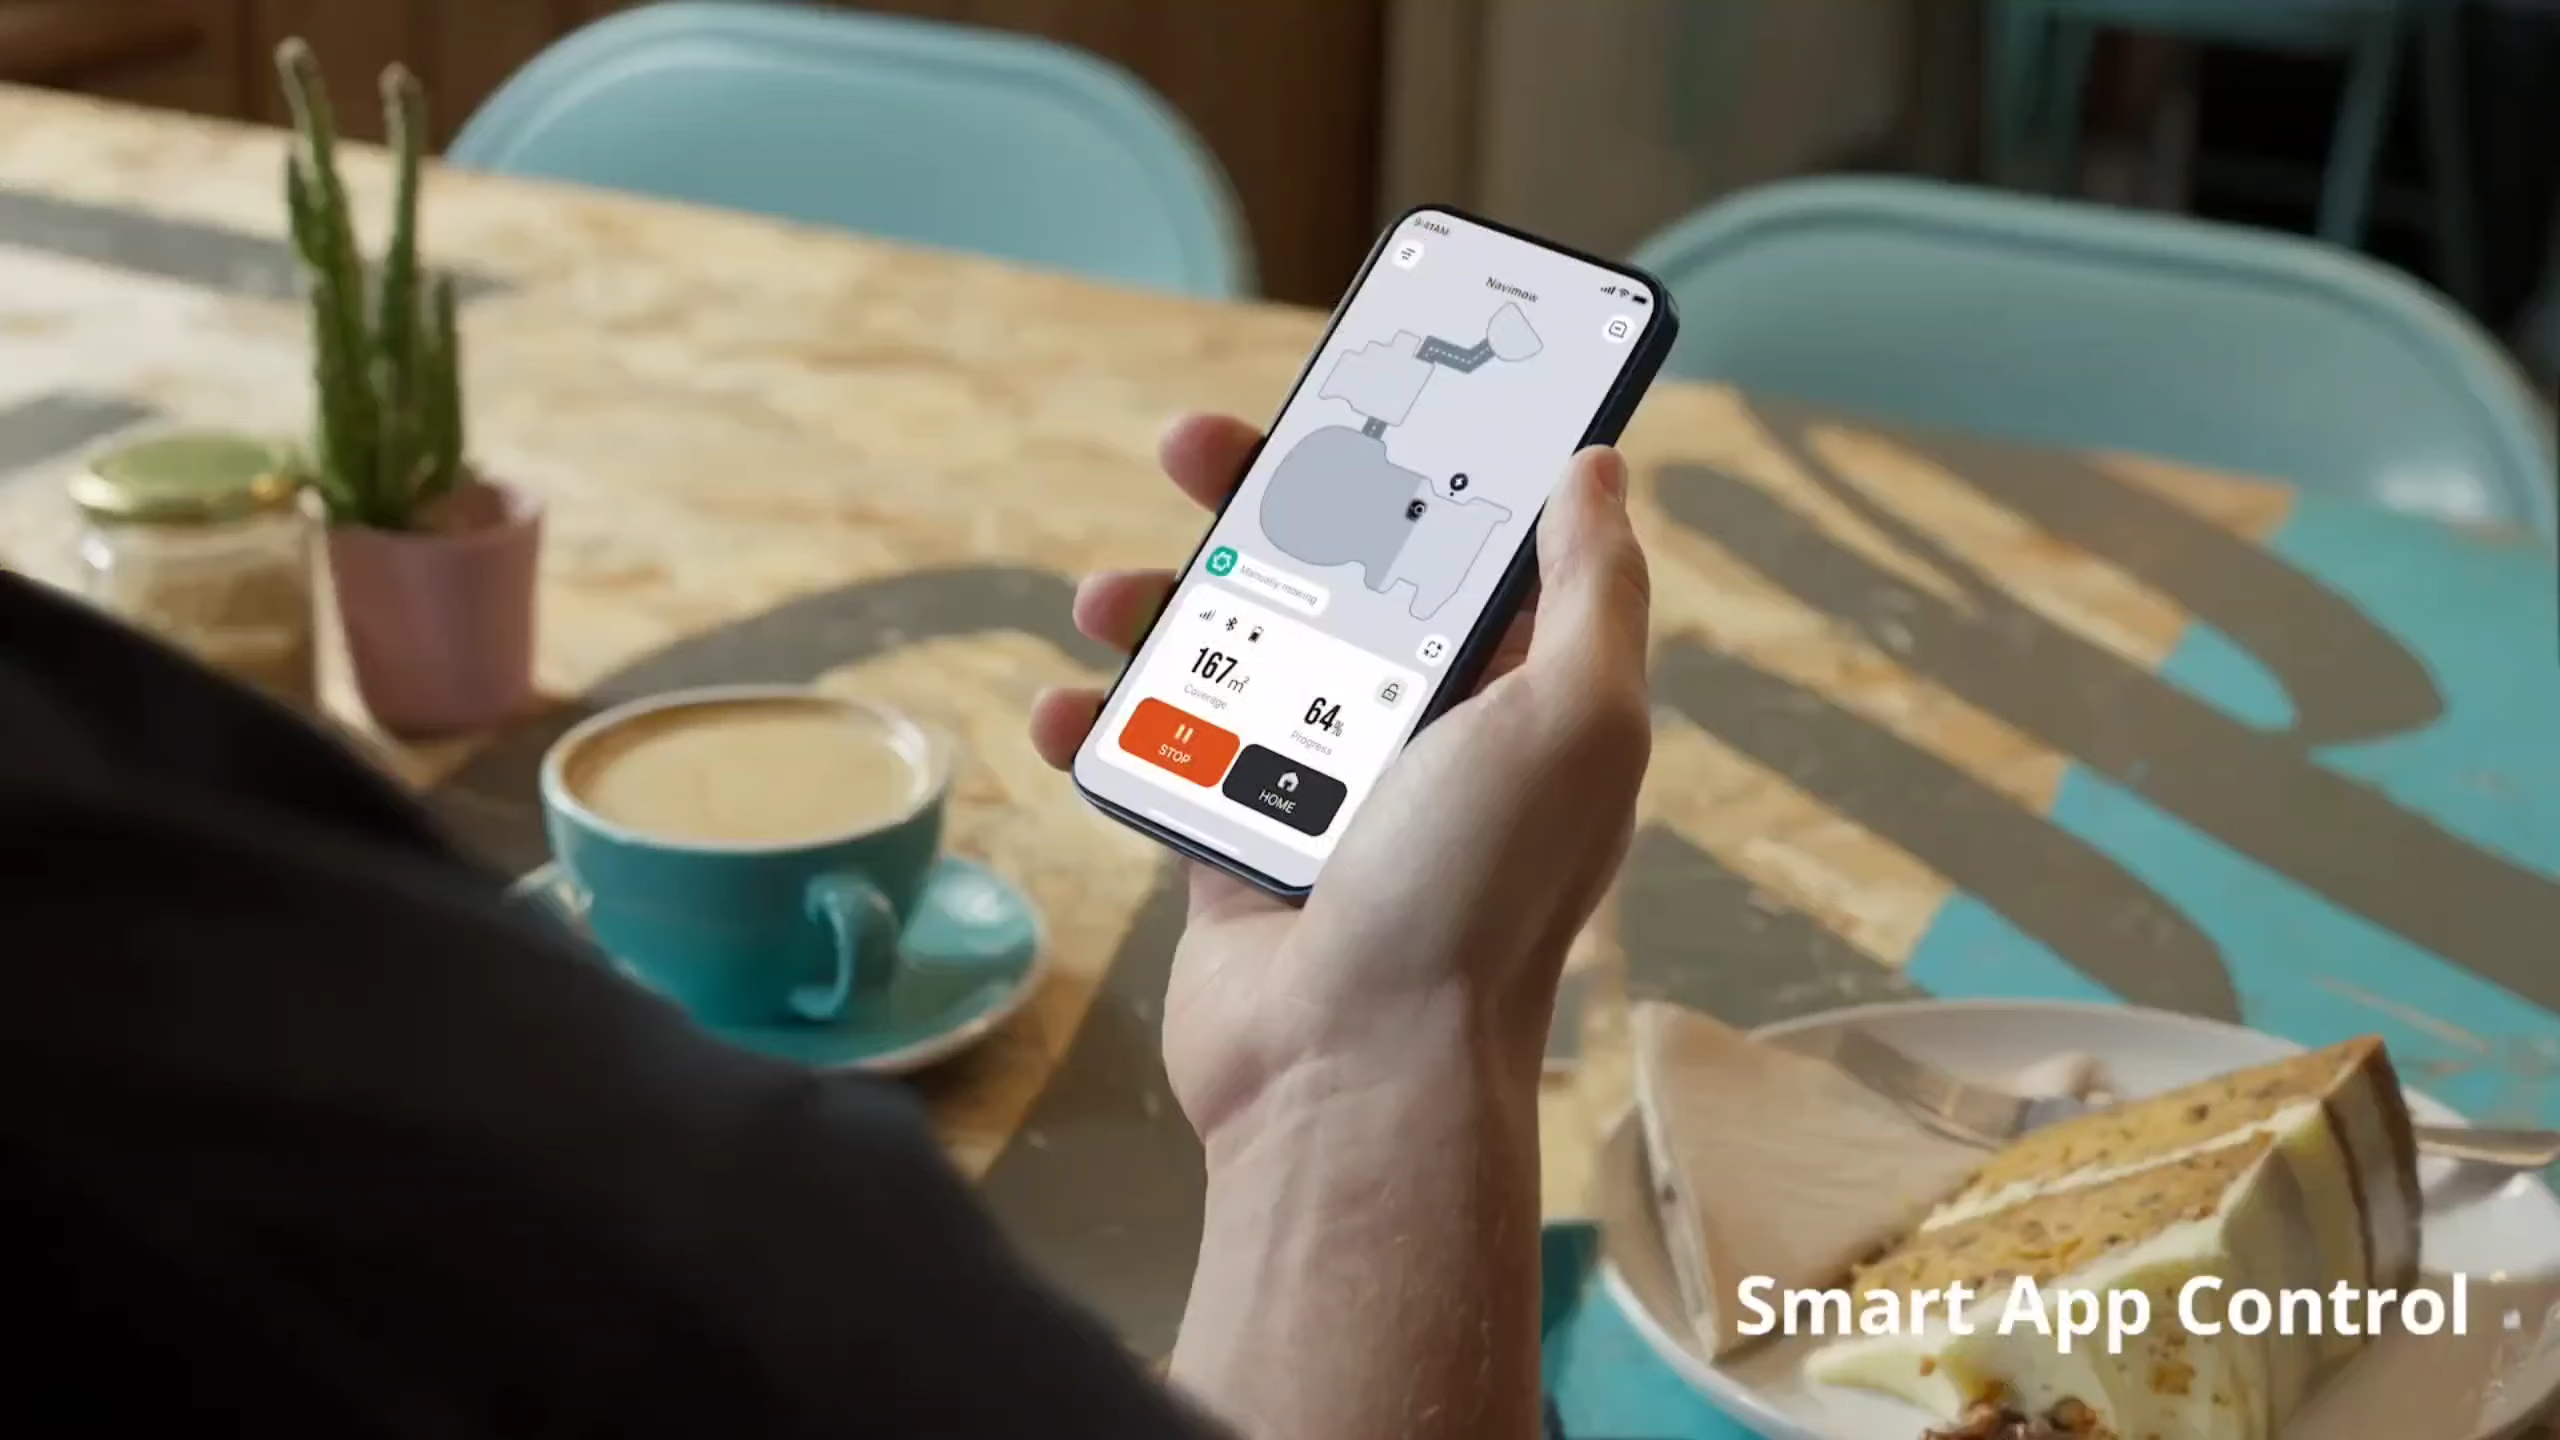 9:41AM
Navimow
Manually mowing
167m²
Coverage
64%
Progress
STOP
HOME
Smart App Control